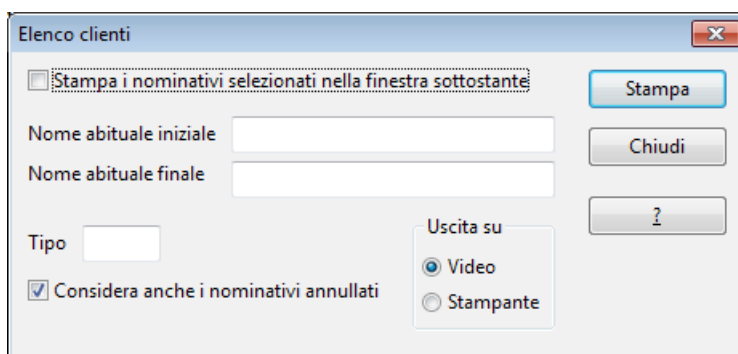 Elenco clienti
Stampa i nominativi selezionati nella finestra sottostante
Stampa
Nome abituale iniziale
Chiudi
Nome abituale finale
?
Uscita su
Tipo
Video
Considera anche i nominativi annullati
Stampante